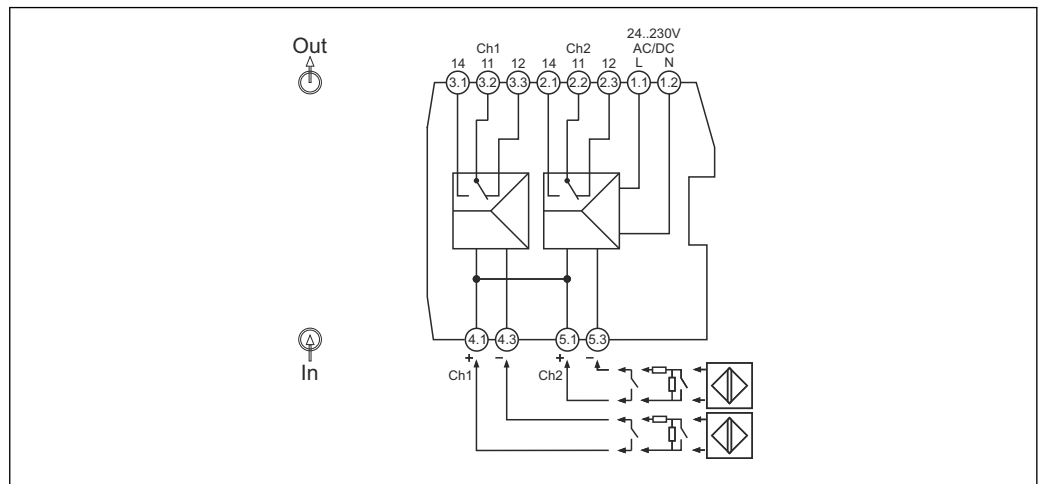 24..230V
Out Ch1 Ch2 AC/DC
14 11 12 14 11 12 L N
3.1 3.2 3.3 2.1 2.2 2.3 1.1 1.2
4.1 4.3 5.1 5.3
+ - + -
In Ch1 Ch2